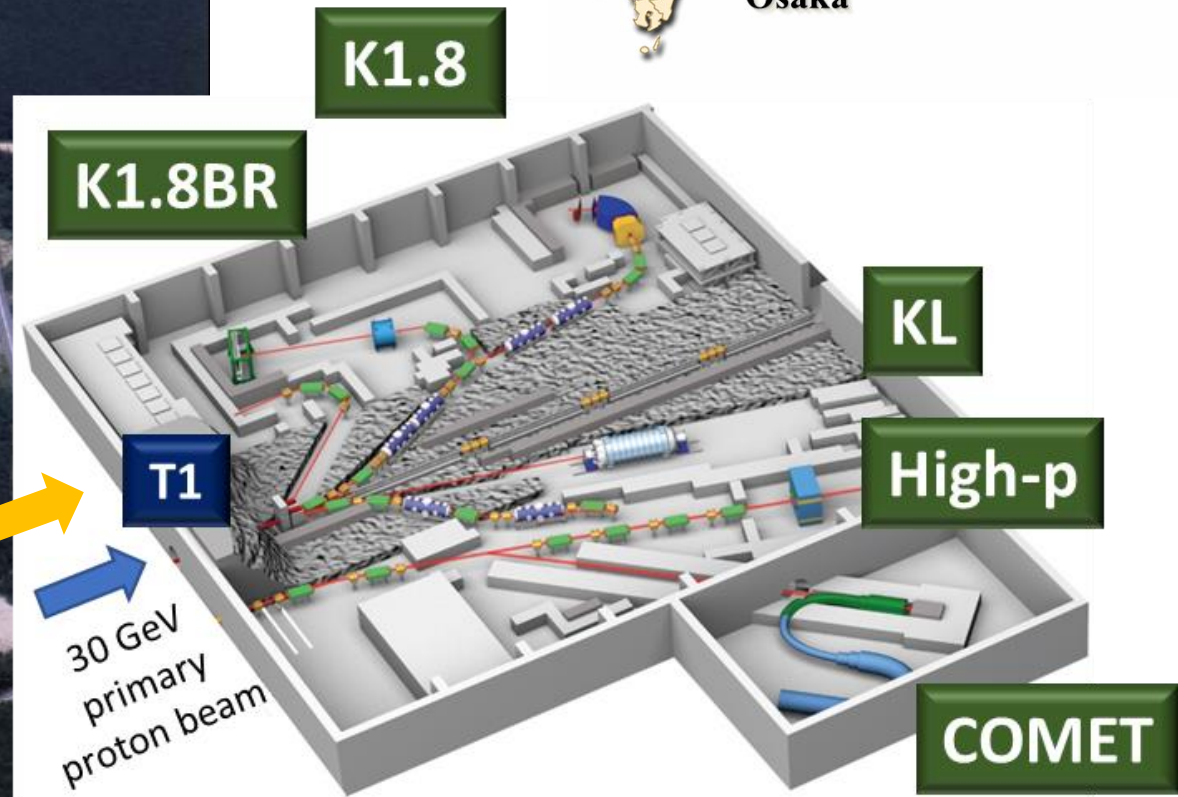 Osaka
K1.8
K1.8BR
KL
T1
High-p
30 GeV
primary
proton beam
COMET